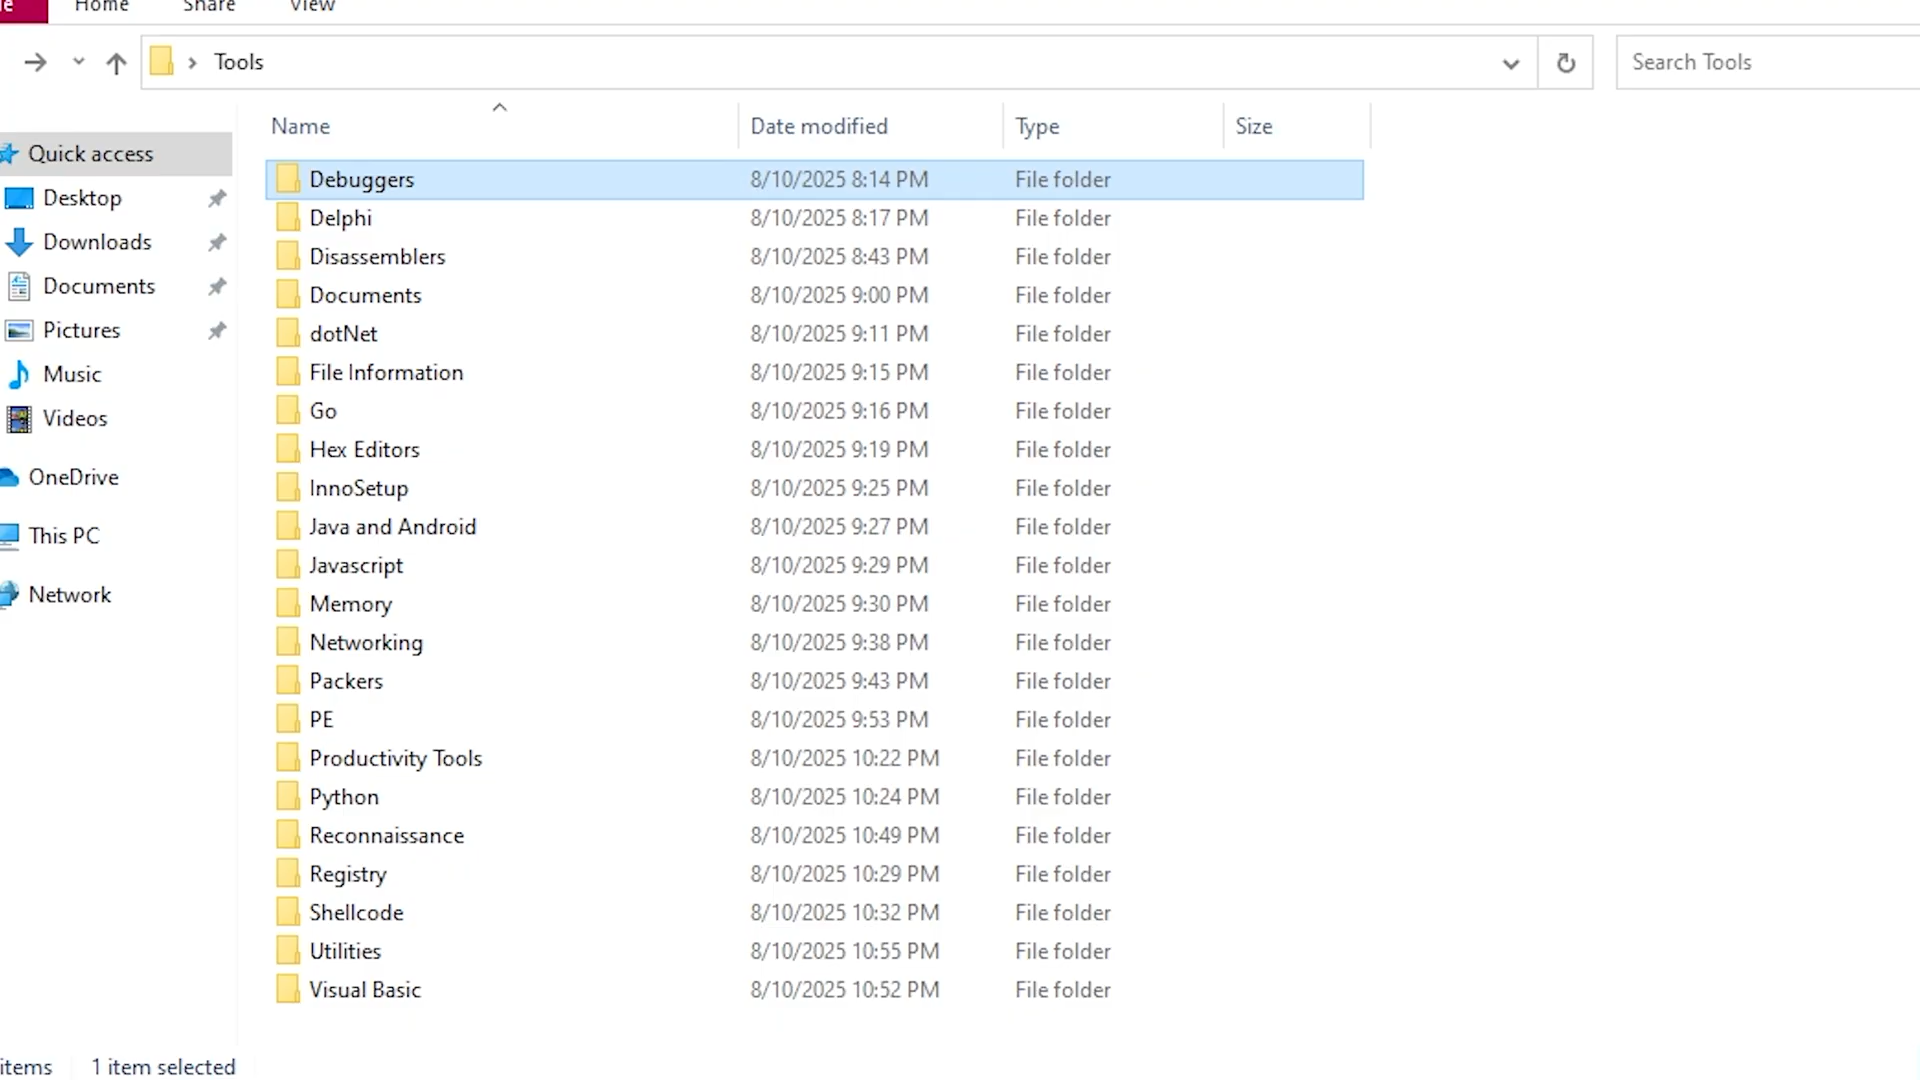 Home Share View
Tools
Search Tools
Name Date modified Type Size
Quick access
Desktop
Downloads
Documents
Pictures
Music
Videos
OneDrive
This PC
Network
Debuggers 8/10/2025 8:14 PM File folder
Delphi 8/10/2025 8:17 PM File folder
Disassemblers 8/10/2025 8:43 PM File folder
Documents 8/10/2025 9:00 PM File folder
dotNet 8/10/2025 9:11 PM File folder
File Information 8/10/2025 9:15 PM File folder
Go 8/10/2025 9:16 PM File folder
Hex Editors 8/10/2025 9:19 PM File folder
InnoSetup 8/10/2025 9:25 PM File folder
Java and Android 8/10/2025 9:27 PM File folder
Javascript 8/10/2025 9:29 PM File folder
Memory 8/10/2025 9:30 PM File folder
Networking 8/10/2025 9:38 PM File folder
Packers 8/10/2025 9:43 PM File folder
PE 8/10/2025 9:53 PM File folder
Productivity Tools 8/10/2025 10:22 PM File folder
Python 8/10/2025 10:24 PM File folder
Reconnaissance 8/10/2025 10:49 PM File folder
Registry 8/10/2025 10:29 PM File folder
Shellcode 8/10/2025 10:32 PM File folder
Utilities 8/10/2025 10:55 PM File folder
Visual Basic 8/10/2025 10:52 PM File folder
items 1 item selected